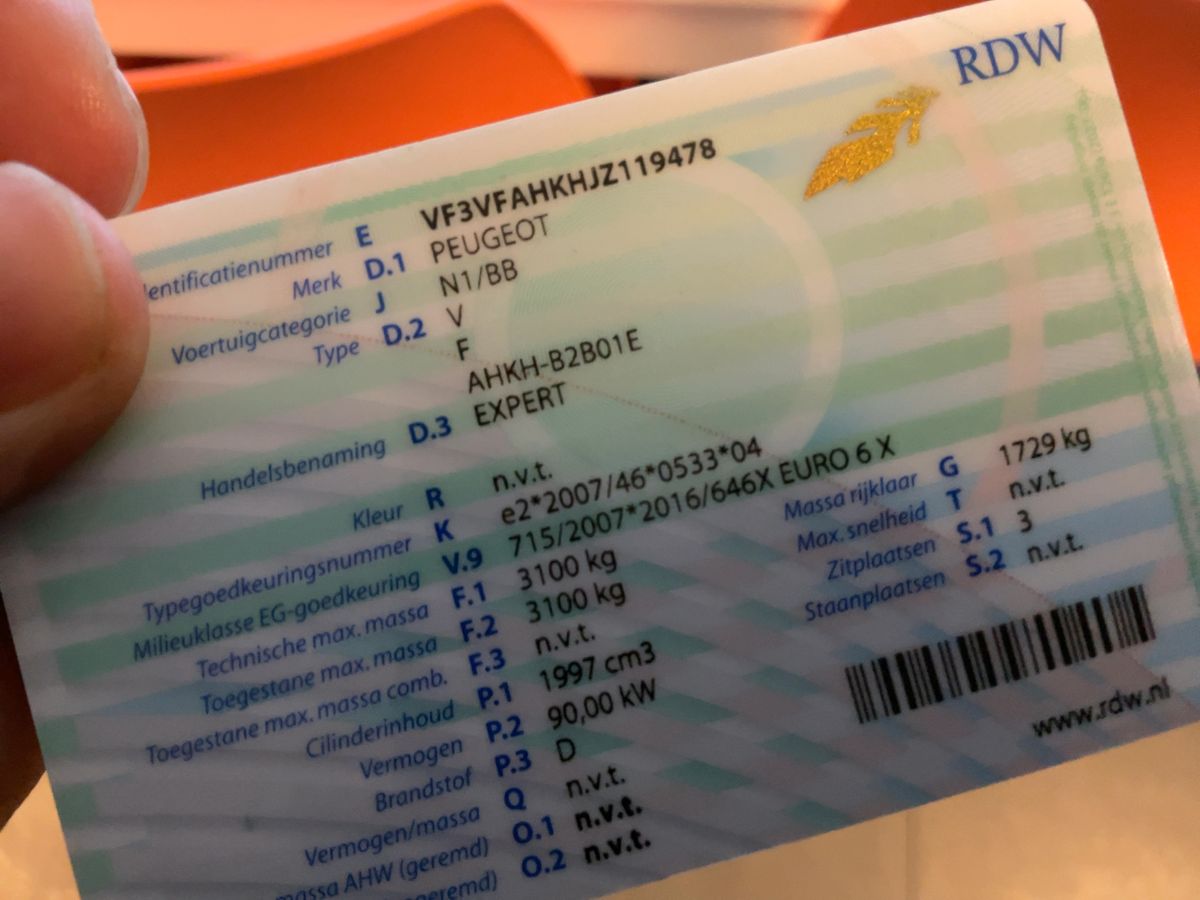 RDW
Identificatienummer E VF3VFAHKHJZ119478
Merk D.1 PEUGEOT
Voertuigcategorie J N1/BB
Type D.2 V
F
AHKH-B2B01E
Handelsbenaming D.3 EXPERT
Kleur R n.v.t.
Typegoedkeuringsnummer K e2*2007/46*0533*04
Milieuklasse EG-goedkeuring V.9 715/2007*2016/646X EURO 6 X
Technische max. massa F.1 3100 kg
Toegestane max. massa F.2 3100 kg
Toegestane max. massa comb. F.3 n.v.t.
Cilinderinhoud P.1 1997 cm3
Vermogen P.2 90,00 kW
Brandstof P.3 D
Vermogen/massa Q n.v.t.
massa AHW (geremd) O.1 n.v.t.
geremd) O.2 n.v.t.
Massa rijklaar G 1729 kg
Max. snelheid T n.v.t.
Zitplaatsen S.1 3
Staanplaatsen S.2 n.v.t.
www.rdw.nl